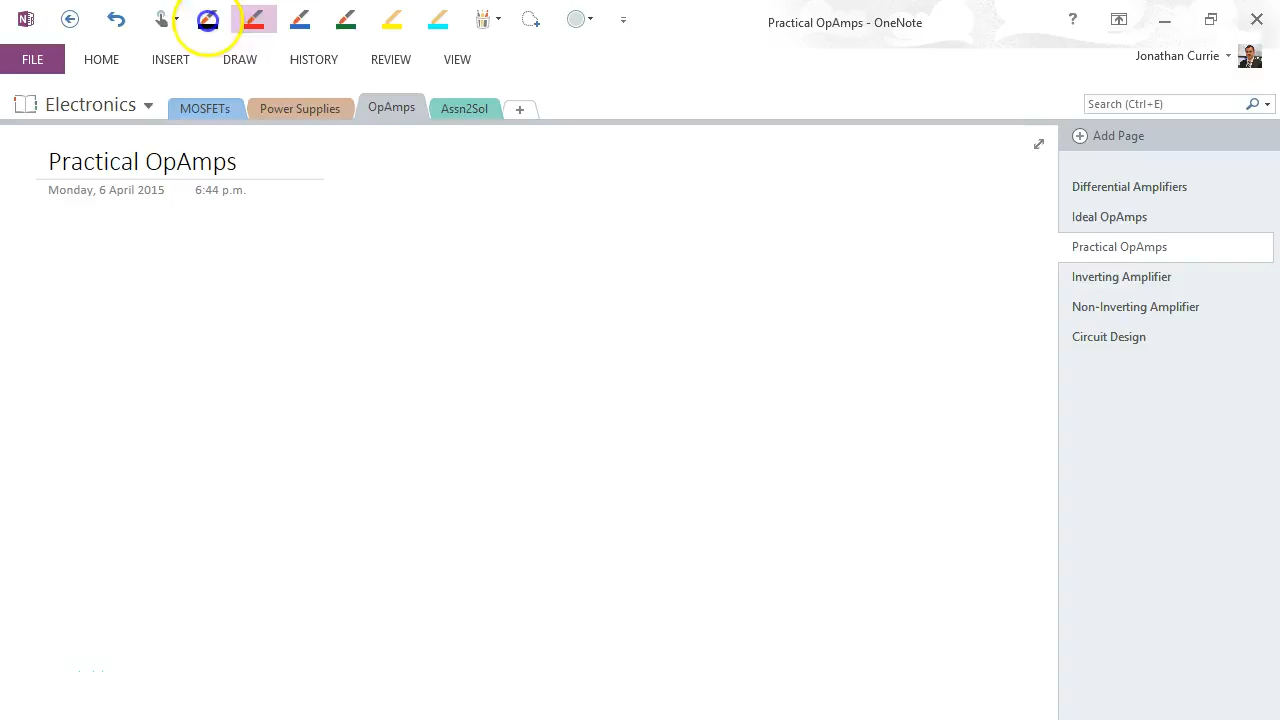 Practical OpAmps - OneNote
?
FILE HOME INSERT DRAW HISTORY REVIEW VIEW
Jonathan Currie
Electronics
MOSFETs Power Supplies OpAmps Assn2Sol
Search (Ctrl+E)
Practical OpAmps
Monday, 6 April 2015 6:44 p.m.
Add Page
Differential Amplifiers
Ideal OpAmps
Practical OpAmps
Inverting Amplifier
Non-Inverting Amplifier
Circuit Design